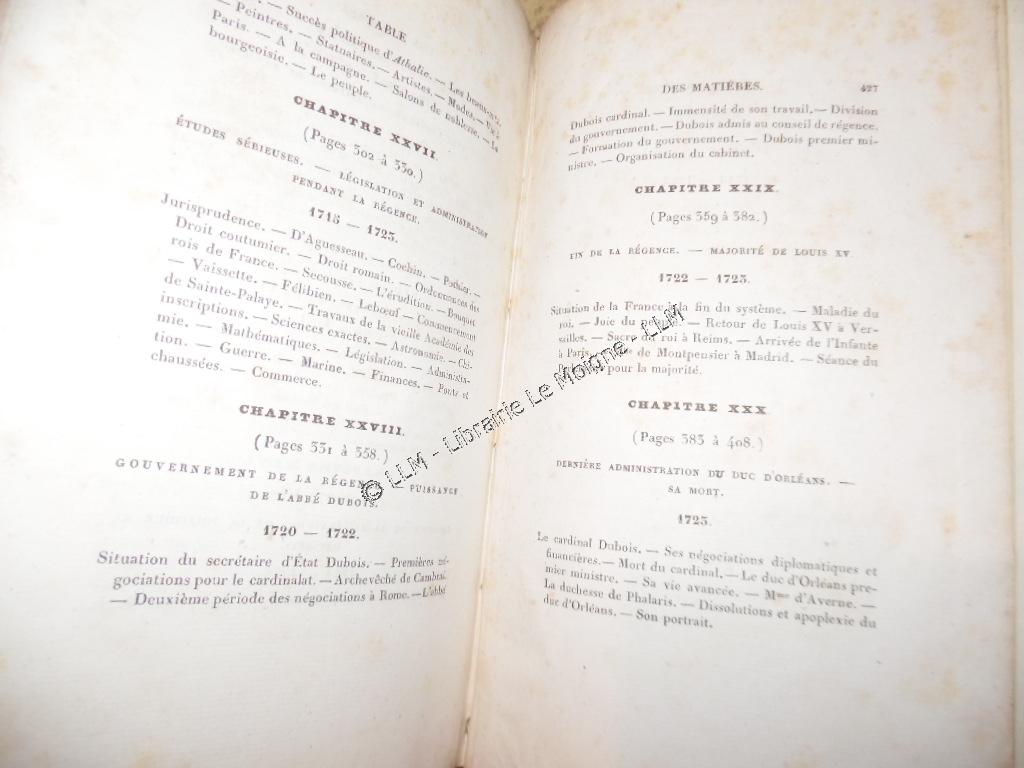 TABLE
. — Succès politique d'Athalie. — Les beaux-arts.
— Peintres. — Statuaires. — Artistes. — Modes. —
Paris. — A la campagne. — Salons de noblesse. — La
bourgeoisie. — Le peuple.
CHAPITRE XXVII.
(Pages 302 à 330.)
ÉTUDES SÉRIEUSES. — LÉGISLATION ET ADMINISTRATION
PENDANT LA RÉGENCE.
1715 — 1723.
Jurisprudence. — D'Aguesseau. — Cochin. — Pothier. —
Droit coutumier. — Droit romain. — Ordonnances des
rois de France. — Secousse. — L'érudition. — Bouquet.
— Vaissette. — Félibien. — Lebœuf. — Commencement
de Sainte-Palaye. — Travaux de la vieille Académie des
inscriptions. — Sciences exactes. — Astronomie. — Chi-
mie. — Mathématiques. — Législation. — Administra-
tion. — Guerre. — Marine. — Finances. — Ponts et
chaussées. — Commerce.
CHAPITRE XXVIII.
(Pages 331 à 358.)
GOUVERNEMENT DE LA RÉGENCE. — PUISSANCE
DE L'ABBÉ DUBOIS.
1720 — 1722.
Situation du secrétaire d'État Dubois. — Premières né-
gociations pour le cardinalat. — Archevêché de Cambrai.
— Deuxième période des négociations à Rome. — L'abbé
DES MATIÈRES. 427
Dubois cardinal. — Immensité de son travail. — Division
du gouvernement. — Dubois admis au conseil de régence.
— Formation du gouvernement. — Dubois premier mi-
nistre. — Organisation du cabinet.
CHAPITRE XXIX.
(Pages 359 à 382.)
FIN DE LA RÉGENCE. — MAJORITÉ DE LOUIS XV.
1722 — 1723.
Situation de la France à la fin du système. — Maladie du
roi. — Joie du peuple. — Retour de Louis XV à Ver-
sailles. — Sacre du roi à Reims. — Arrivée de l'Infante
à Paris. — de Montpensier à Madrid. — Séance du
pour la majorité.
CHAPITRE XXX.
(Pages 383 à 408.)
DERNIÈRE ADMINISTRATION DU DUC D'ORLÉANS. —
SA MORT.
1723.
Le cardinal Dubois. — Ses négociations diplomatiques et
financières. — Mort du cardinal. — Le duc d'Orléans pre-
mier ministre. — Sa vie avancée. — Mme d'Averne. —
La duchesse de Phalaris. — Dissolutions et apoplexie du
duc d'Orléans. — Son portrait.
© LLM - Librairie Le Moigne - LLM